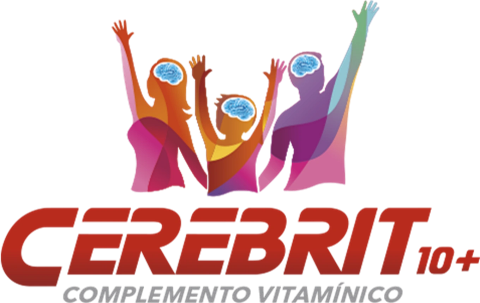 CEREBRIT 10+
COMPLEMENTO VITAMÍNICO